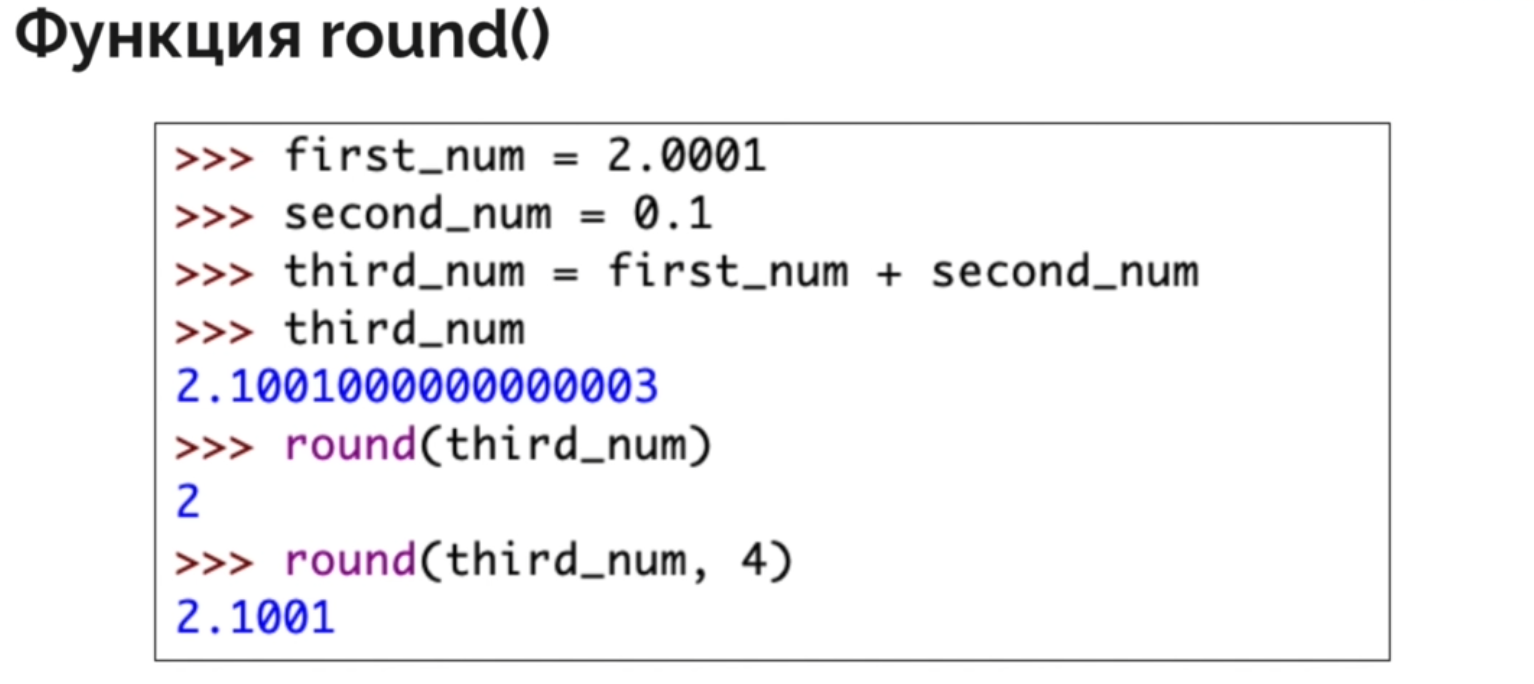 Функция round()
>>> first_num = 2.0001
>>> second_num = 0.1
>>> third_num = first_num + second_num
>>> third_num
2.1001000000000003
>>> round(third_num)
2
>>> round(third_num, 4)
2.1001